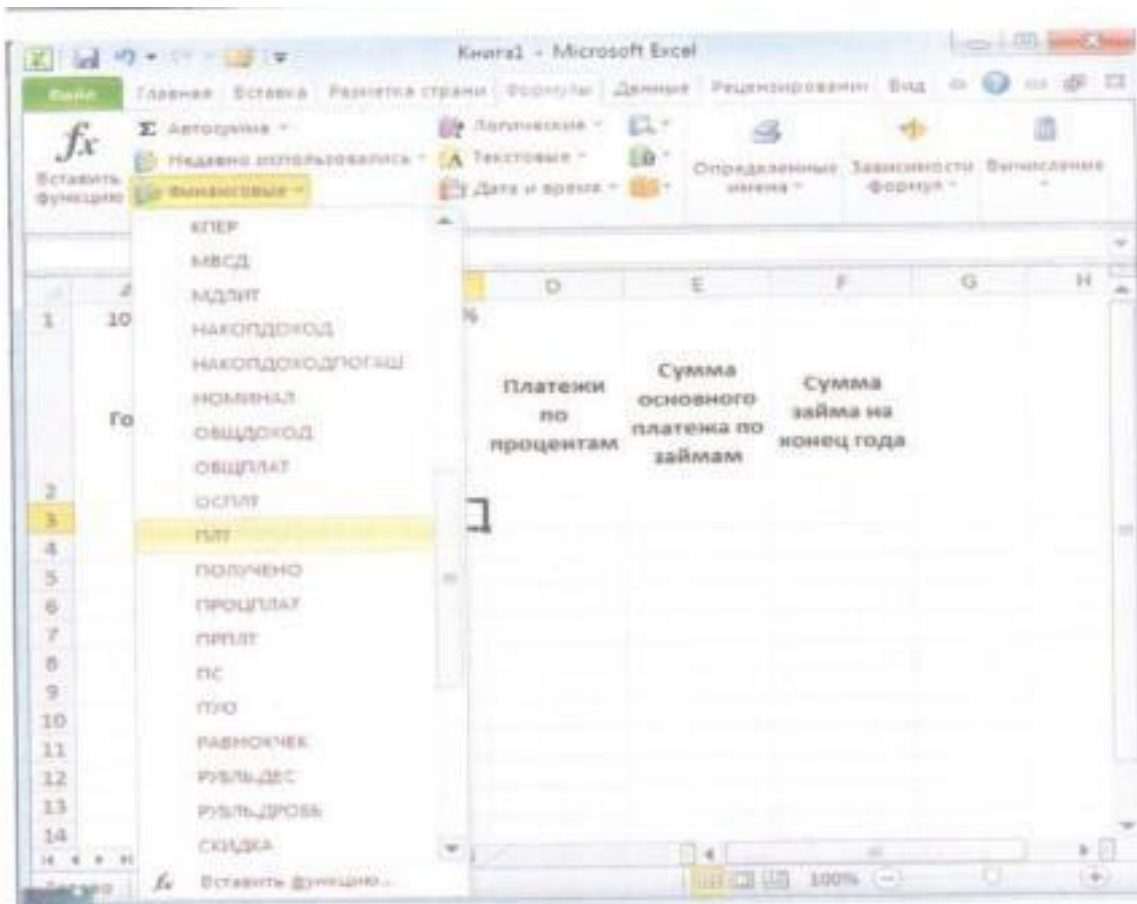 Книга1 - Microsoft Excel
Файл Главная Вставка Разметка страни Формулы Данные Рецензировани Вид
fx Вставить функцию
Σ Автосумма
Недавно использовались
Финансовые
Логические
Текстовые
Дата и время
Определенные имена
Зависимости формул
Вычисление
D E F G H
1 10 %
Го
Платежи
по
процентам
Сумма
основного
платежа по
займам
Сумма
займа на
конец года
2
3
4
5
6
7
8
9
10
11
12
13
14
КПЕР
МВСД
МДЛИТ
НАКОПДОХОД
НАКОПДОХОДПОГАШ
НОМИНАЛ
ОБЩДОХОД
ОБЩПЛАТ
ОСПЛТ
ПЛТ
ПОЛУЧЕНО
ПРОЦПЛАТ
ПРПЛТ
ПС
ПУО
РАВНОКЧЕК
РУБЛЬ.ДЕС
РУБЛЬ.ДРОБЬ
СКИДКА
fx Вставить функцию...
100%